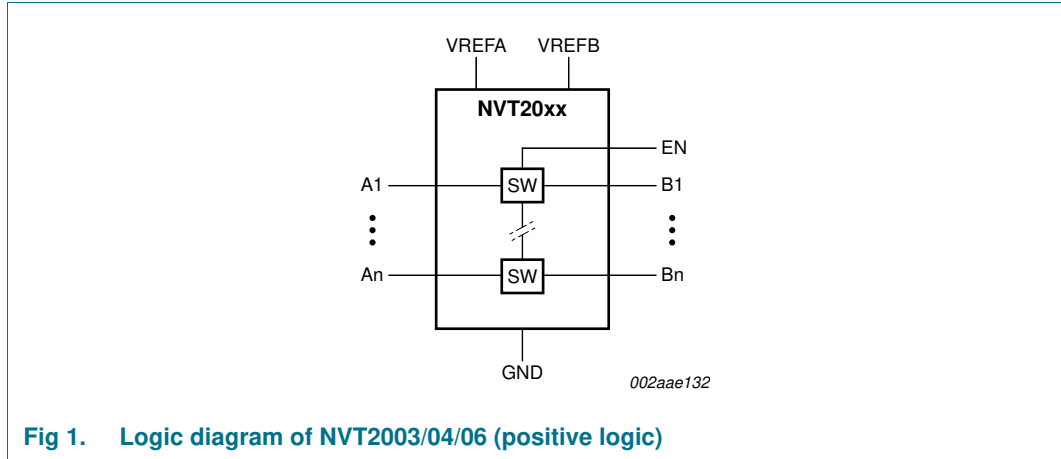 VREFA VREFB
NVT20xx
EN
A1 SW B1
An SW Bn
GND
002aae132
Fig 1. Logic diagram of NVT2003/04/06 (positive logic)